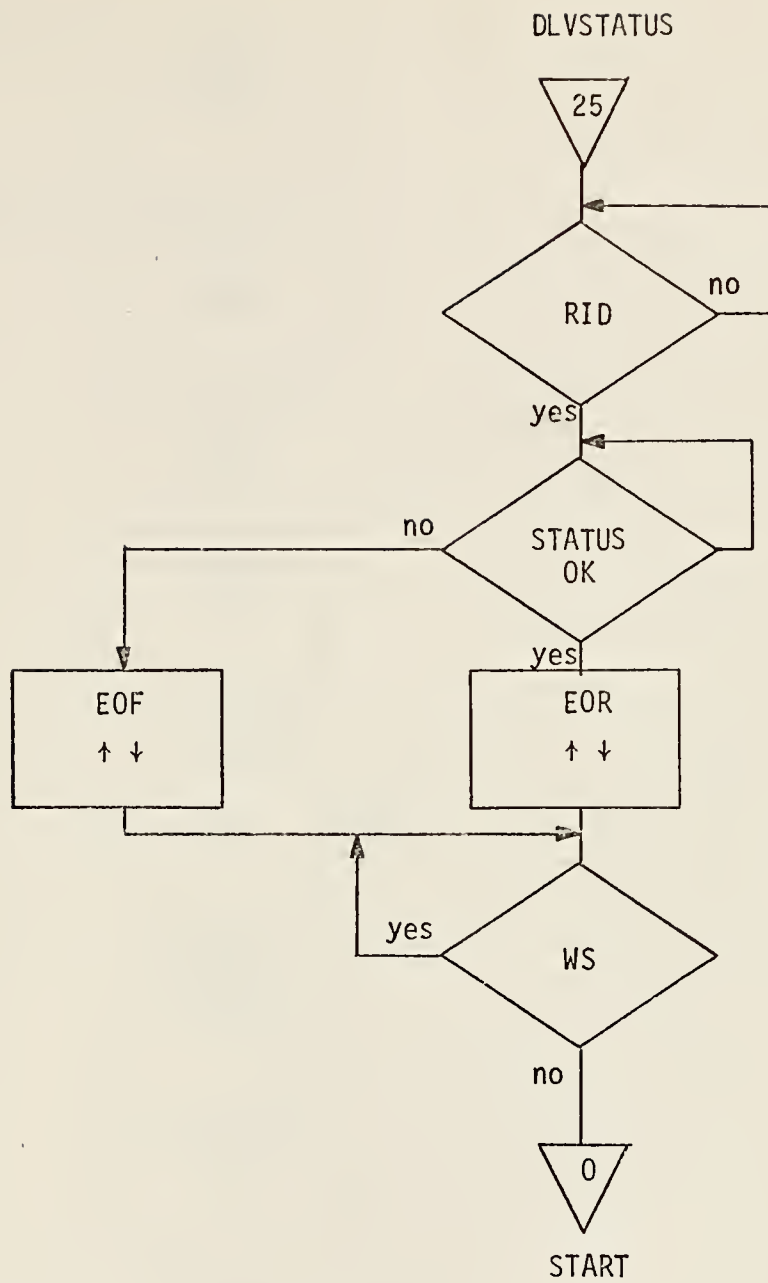 DLVSTATUS
25
no
RID
yes
no
STATUS
OK
yes
EOF
↑ ↓
EOR
↑ ↓
yes
WS
no
0
START